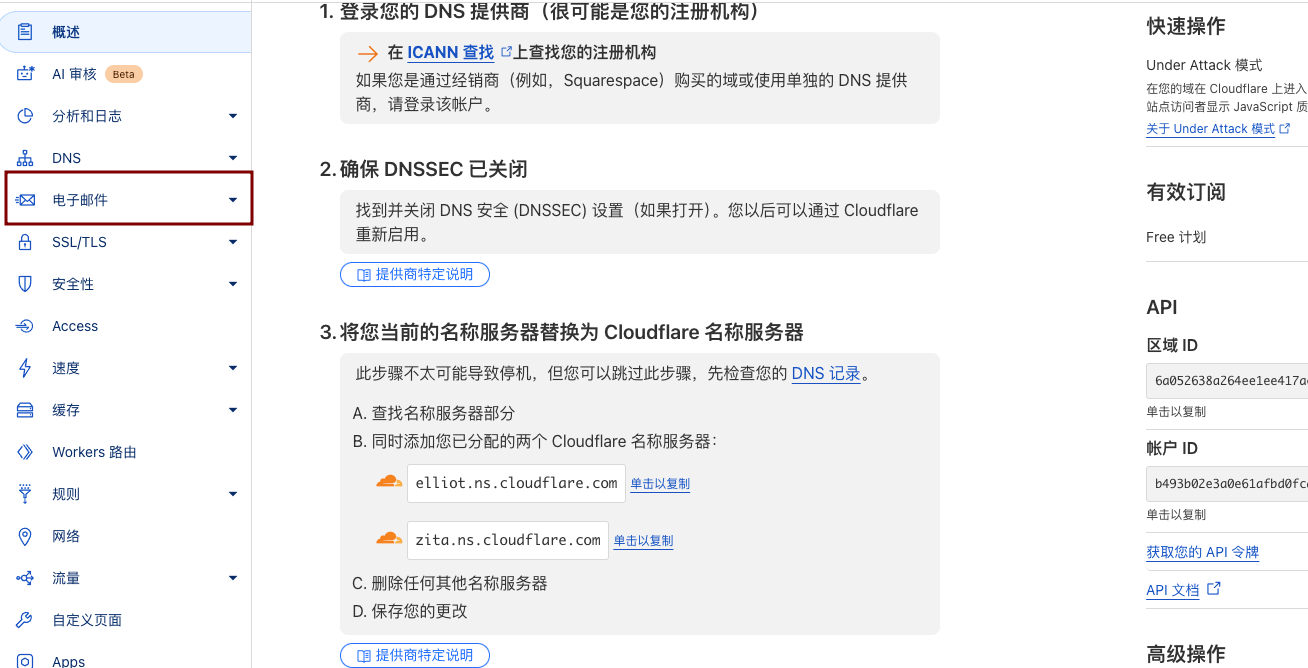 概述
AI 审核 Beta
分析和日志
DNS
电子邮件
SSL/TLS
安全性
Access
速度
缓存
Workers 路由
规则
网络
流量
自定义页面
Apps
1. 登录您的 DNS 提供商（很可能是您的注册机构）
在 ICANN 查找 上查找您的注册机构
如果您是通过经销商（例如，Squarespace）购买的域或使用单独的 DNS 提供
商，请登录该帐户。
2. 确保 DNSSEC 已关闭
找到并关闭 DNS 安全 (DNSSEC) 设置（如果打开）。您以后可以通过 Cloudflare
重新启用。
提供商特定说明
3. 将您当前的名称服务器替换为 Cloudflare 名称服务器
此步骤不太可能导致停机，但您可以跳过此步骤，先检查您的 DNS 记录。
A. 查找名称服务器部分
B. 同时添加您已分配的两个 Cloudflare 名称服务器：
elliot.ns.cloudflare.com 单击以复制
zita.ns.cloudflare.com 单击以复制
C. 删除任何其他名称服务器
D. 保存您的更改
提供商特定说明
快速操作
Under Attack 模式
在您的域在 Cloudflare 上进入
站点访问者显示 JavaScript 质
关于 Under Attack 模式
有效订阅
Free 计划
API
区域 ID
6a052638a264ee1ee417a
单击以复制
帐户 ID
b493b02e3a0e61afbd0fc
单击以复制
获取您的 API 令牌
API 文档
高级操作